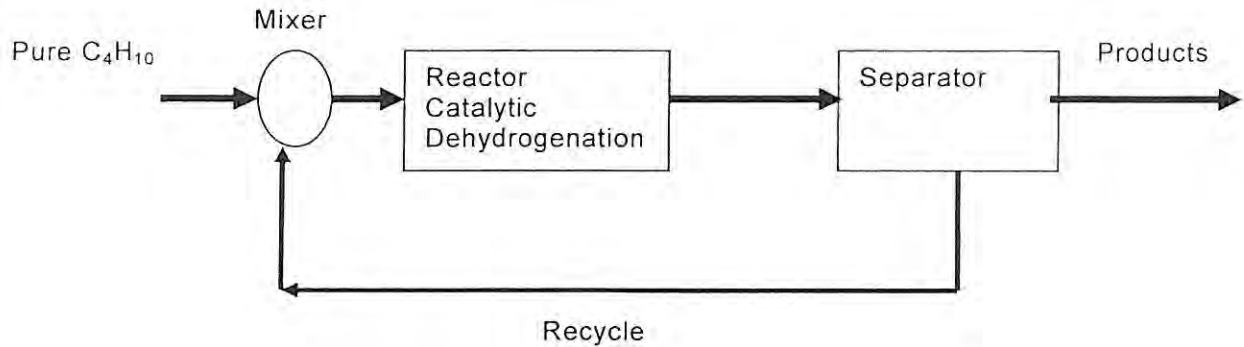 Mixer
Pure C₄H₁₀
Reactor
Catalytic
Dehydrogenation
Separator
Products
Recycle